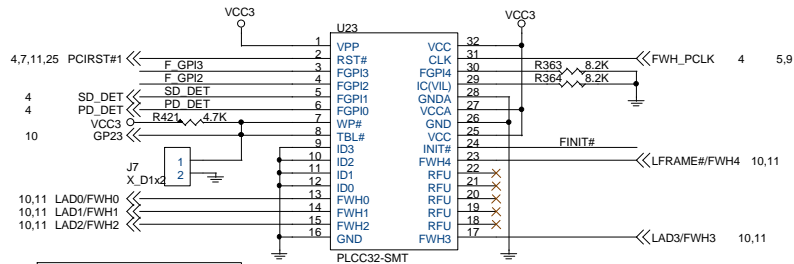 VCC3
VCC3
U23
1 VPP VCC 32
4,7,11,25 PCIRST#1 2 RST# CLK 31 FWH_PCLK 4 5,9
F_GPI3 3 FGPI3 FGPI4 30 R363 8.2K
F_GPI2 4 FGPI2 IC(VIL) 29 R364 8.2K
4 SD_DET SD_DET 5 FGPI1 GNDA 28
4 PD_DET PD_DET 6 FGPI0 VCCA 27
VCC3 R421 4.7K 7 WP# GND 26
10 GP23 8 TBL# VCC 25
9 ID3 INIT# 24 FINIT#
10 ID2 FWH4 23 LFRAME#/FWH4 10,11
J7 1 11 ID1 RFU 22
X_D1x2 2 12 ID0 RFU 21
10,11 LAD0/FWH0 13 FWH0 RFU 20
10,11 LAD1/FWH1 14 FWH1 RFU 19
10,11 LAD2/FWH2 15 FWH2 RFU 18
16 GND FWH3 17 LAD3/FWH3 10,11
PLCC32-SMT